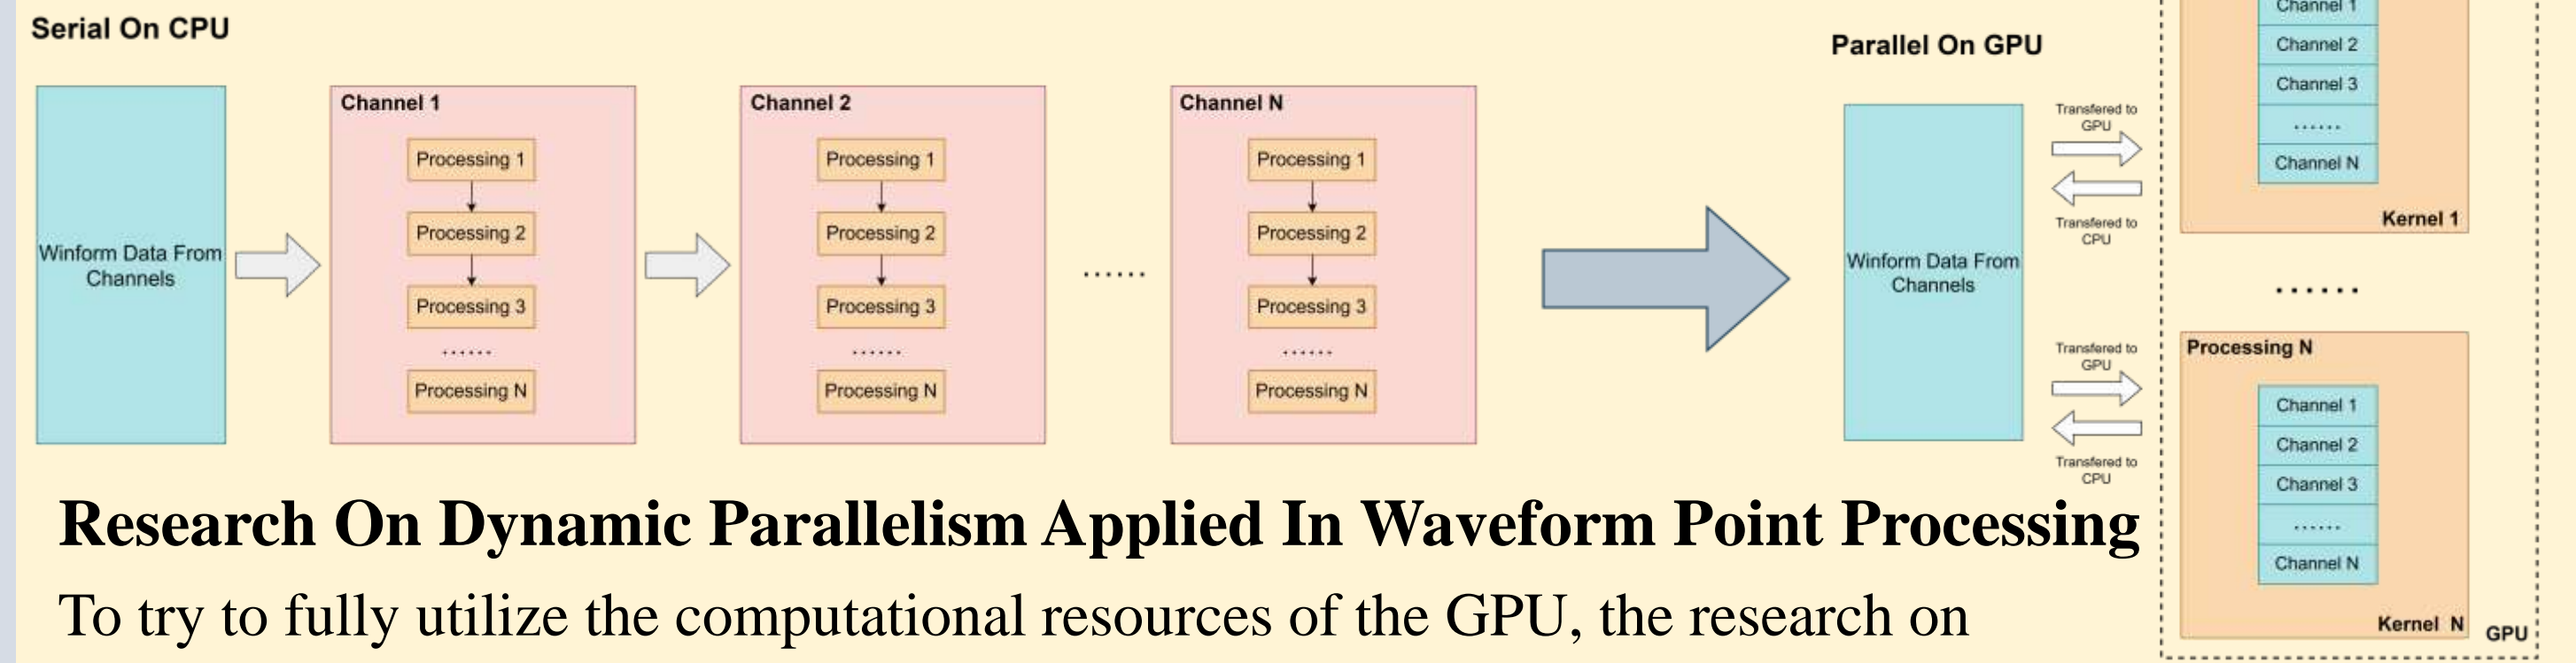 Serial On CPU
Winform Data From
Channels
Channel 1
Processing 1
Processing 2
Processing 3
......
Processing N
Channel 2
Processing 1
Processing 2
Processing 3
......
Processing N
......
Channel N
Processing 1
Processing 2
Processing 3
......
Processing N
Parallel On GPU
Winform Data From
Channels
Transfered to
GPU
Transfered to
CPU
Transfered to
GPU
Transfered to
CPU
Channel 1
Channel 2
Channel 3
......
Channel N
Kernel 1
......
Processing N
Channel 1
Channel 2
Channel 3
......
Channel N
Kernel N
GPU
Research On Dynamic Parallelism Applied In Waveform Point Processing
To try to fully utilize the computational resources of the GPU, the research on